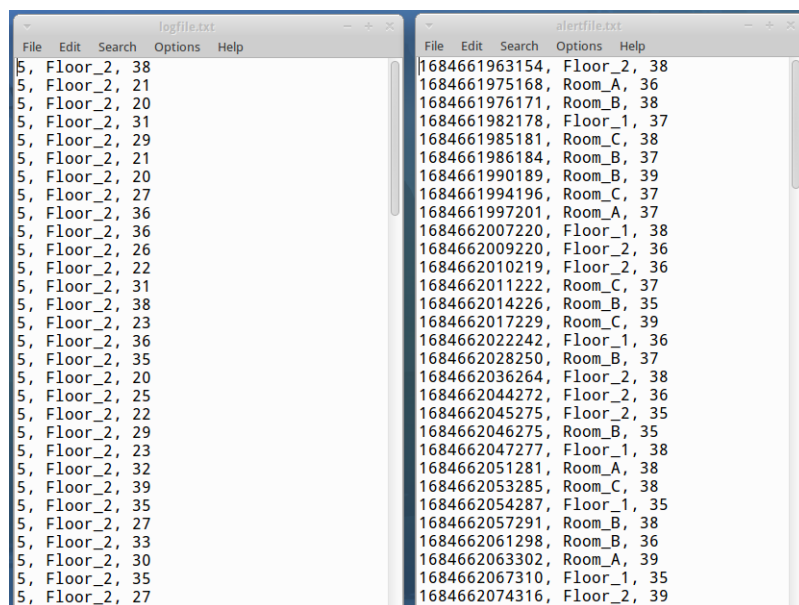 logfile.txt
File Edit Search Options Help
5, Floor_2, 38
5, Floor_2, 21
5, Floor_2, 20
5, Floor_2, 31
5, Floor_2, 29
5, Floor_2, 21
5, Floor_2, 20
5, Floor_2, 27
5, Floor_2, 36
5, Floor_2, 36
5, Floor_2, 26
5, Floor_2, 22
5, Floor_2, 31
5, Floor_2, 38
5, Floor_2, 23
5, Floor_2, 36
5, Floor_2, 35
5, Floor_2, 20
5, Floor_2, 25
5, Floor_2, 22
5, Floor_2, 29
5, Floor_2, 23
5, Floor_2, 32
5, Floor_2, 39
5, Floor_2, 35
5, Floor_2, 27
5, Floor_2, 33
5, Floor_2, 30
5, Floor_2, 35
5, Floor_2, 27
alertfile.txt
File Edit Search Options Help
1684661963154, Floor_2, 38
1684661975168, Room_A, 36
1684661976171, Room_B, 38
1684661982178, Floor_1, 37
1684661985181, Room_C, 38
1684661986184, Room_B, 37
1684661990189, Room_B, 39
1684661994196, Room_C, 37
1684661997201, Room_A, 37
1684662007220, Floor_1, 38
1684662009220, Floor_2, 36
1684662010219, Floor_2, 36
1684662011222, Room_C, 37
1684662014226, Room_B, 35
1684662017229, Room_C, 39
1684662022242, Floor_1, 36
1684662028250, Room_B, 37
1684662036264, Floor_2, 38
1684662044272, Floor_2, 36
1684662045275, Floor_2, 35
1684662046275, Room_B, 35
1684662047277, Floor_1, 38
1684662051281, Room_A, 38
1684662053285, Room_C, 38
1684662054287, Floor_1, 35
1684662057291, Room_B, 38
1684662061298, Room_B, 36
1684662063302, Room_A, 39
1684662067310, Floor_1, 35
1684662074316, Floor_2, 39